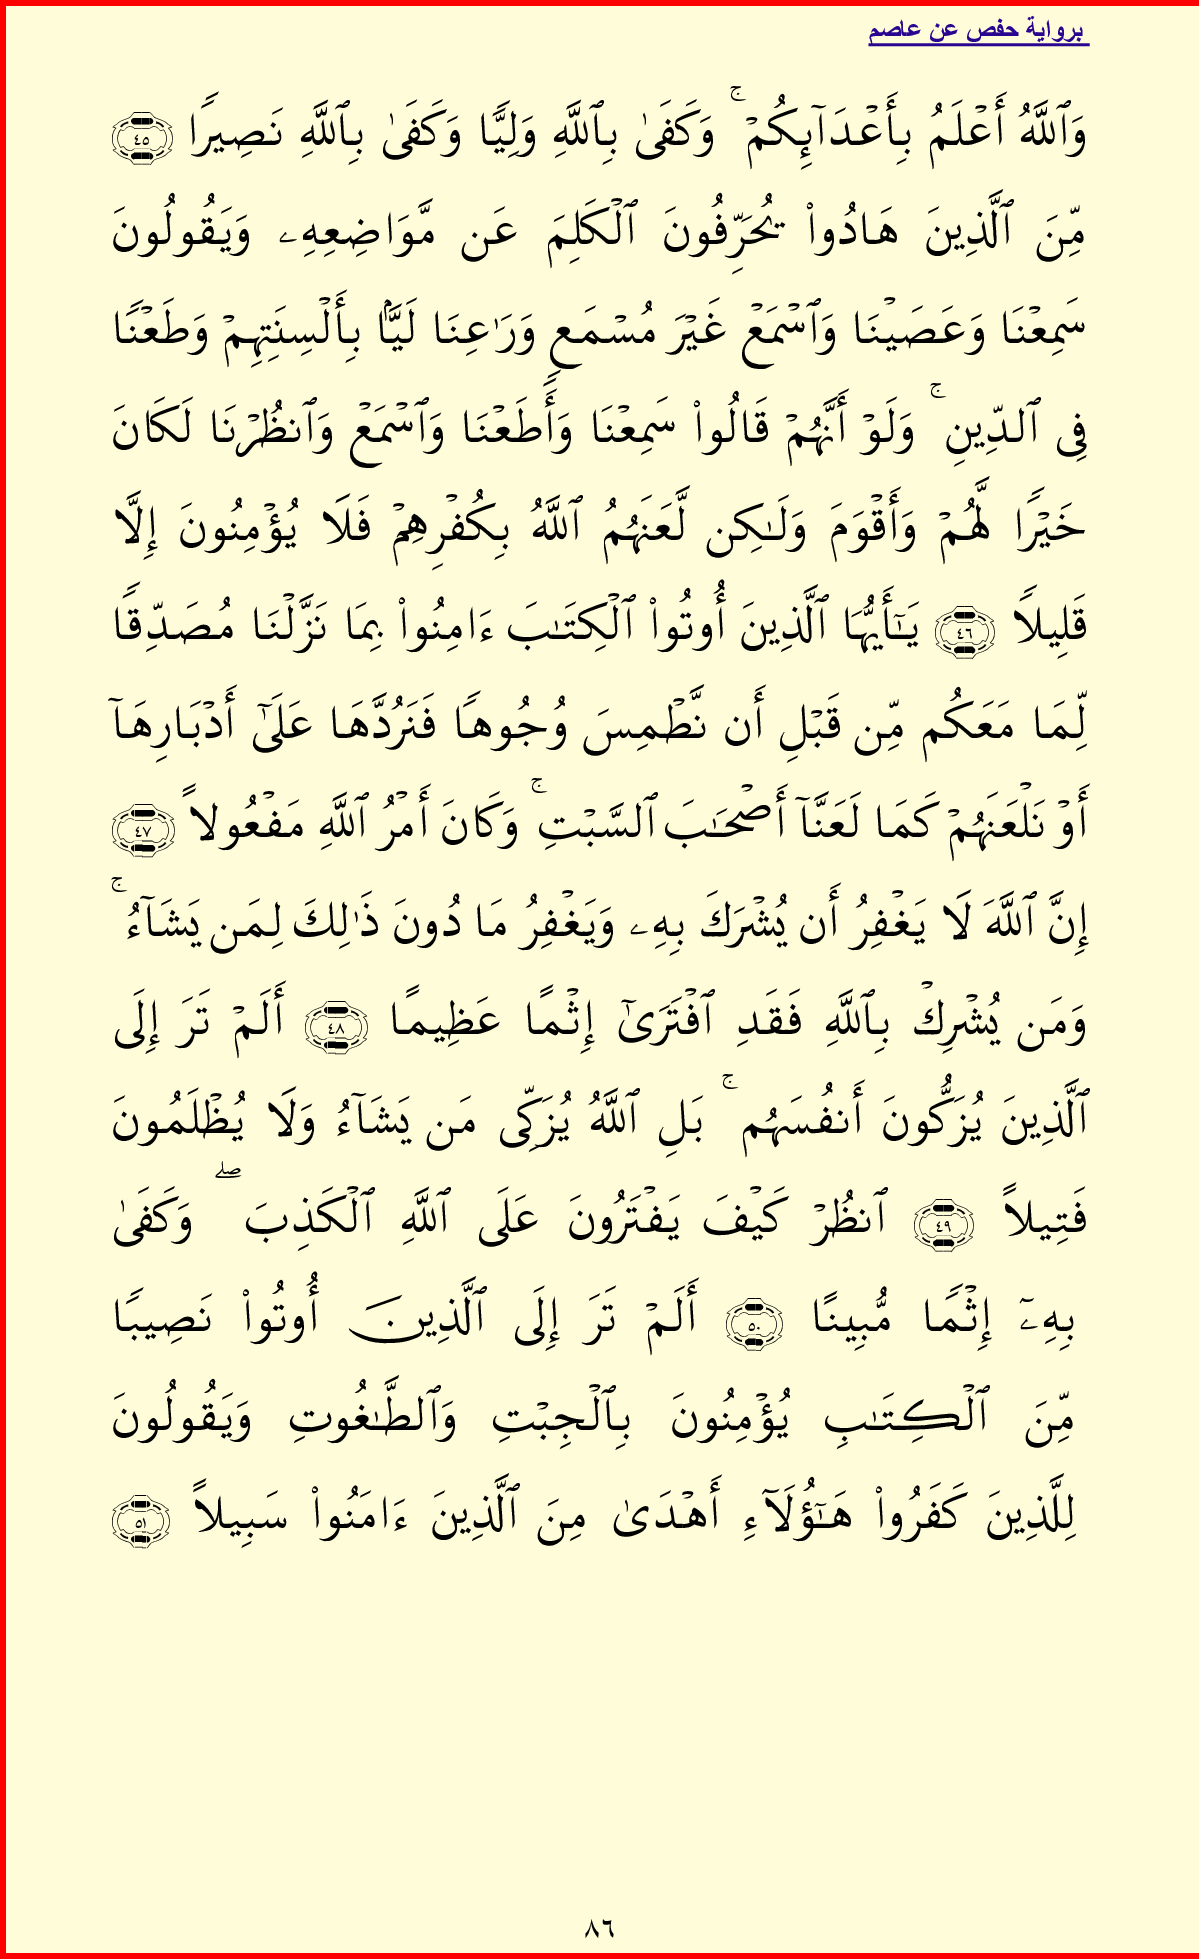 برواية حفص عن عاصم
وَٱللَّهُ أَعۡلَمُ بِأَعۡدَآئِكُمۡۚ وَكَفَىٰ بِٱللَّهِ وَلِيًّا وَكَفَىٰ بِٱللَّهِ نَصِيرًا ٤٥
مِّنَ ٱلَّذِينَ هَادُوا۟ يُحَرِّفُونَ ٱلۡكَلِمَ عَن مَّوَاضِعِهِۦ وَيَقُولُونَ
سَمِعۡنَا وَعَصَيۡنَا وَٱسۡمَعۡ غَيۡرَ مُسۡمَعٍ وَرَٰعِنَا لَيًّۢا بِأَلۡسِنَتِهِمۡ وَطَعۡنًا
فِى ٱلدِّينِۚ وَلَوۡ أَنَّهُمۡ قَالُوا۟ سَمِعۡنَا وَأَطَعۡنَا وَٱسۡمَعۡ وَٱنظُرۡنَا لَكَانَ
خَيۡرًا لَّهُمۡ وَأَقۡوَمَ وَلَـٰكِن لَّعَنَهُمُ ٱللَّهُ بِكُفۡرِهِمۡ فَلَا يُؤۡمِنُونَ إِلَّا
قَلِيلاً ٤٦ يَـٰٓأَيُّهَا ٱلَّذِينَ أُوتُوا۟ ٱلۡكِتَـٰبَ ءَامِنُوا۟ بِمَا نَزَّلۡنَا مُصَدِّقًا
لِّمَا مَعَكُم مِّن قَبۡلِ أَن نَّطۡمِسَ وُجُوهًا فَنَرُدَّهَا عَلَىٰٓ أَدۡبَارِهَآ
أَوۡ نَلۡعَنَهُمۡ كَمَا لَعَنَّآ أَصۡحَـٰبَ ٱلسَّبۡتِۚ وَكَانَ أَمۡرُ ٱللَّهِ مَفۡعُولاً ٤٧
إِنَّ ٱللَّهَ لَا يَغۡفِرُ أَن يُشۡرَكَ بِهِۦ وَيَغۡفِرُ مَا دُونَ ذَٰلِكَ لِمَن يَشَآءُۚ
وَمَن يُشۡرِكۡ بِٱللَّهِ فَقَدِ ٱفۡتَرَىٰٓ إِثۡمًا عَظِيمًا ٤٨ أَلَمۡ تَرَ إِلَى
ٱلَّذِينَ يُزَكُّونَ أَنفُسَهُمۚ بَلِ ٱللَّهُ يُزَكِّى مَن يَشَآءُ وَلَا يُظۡلَمُونَ
فَتِيلاً ٤٩ ٱنظُرۡ كَيۡفَ يَفۡتَرُونَ عَلَى ٱللَّهِ ٱلۡكَذِبَۖ وَكَفَىٰ
بِهِۦٓ إِثۡمًا مُّبِينًا ٥٠ أَلَمۡ تَرَ إِلَى ٱلَّذِينَ أُوتُوا۟ نَصِيبًا
مِّنَ ٱلۡكِتَـٰبِ يُؤۡمِنُونَ بِٱلۡجِبۡتِ وَٱلطَّـٰغُوتِ وَيَقُولُونَ
لِلَّذِينَ كَفَرُوا۟ هَـٰٓؤُلَآءِ أَهۡدَىٰ مِنَ ٱلَّذِينَ ءَامَنُوا۟ سَبِيلاً ٥١
٨٦